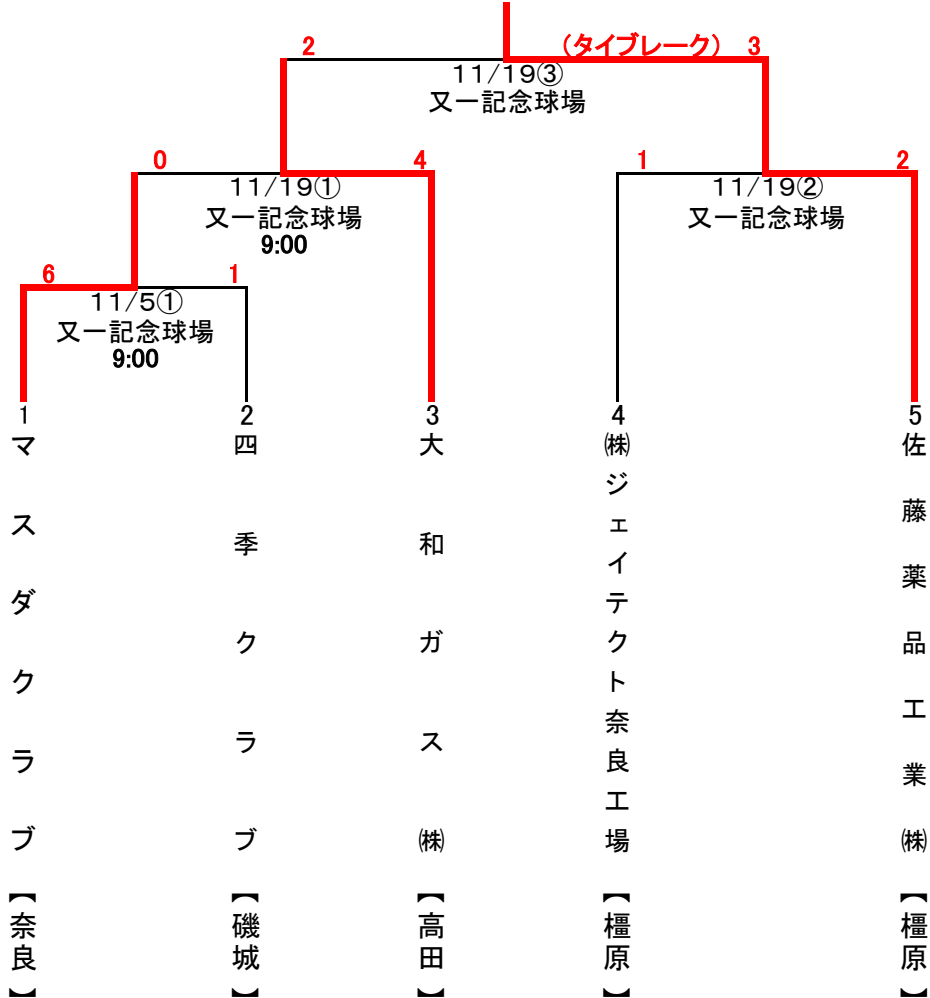 2
（タイブレーク） 3
11/19③
又一記念球場
0
4
1
2
11/19①
又一記念球場
9:00
11/19②
又一記念球場
6
1
11/5①
又一記念球場
9:00
1
マスダクラブ
【奈良】
2
四季クラブ
【磯城】
3
大和ガス㈱
【高田】
4
㈱ジェイテクト奈良工場
【橿原】
5
佐藤薬品工業㈱
【橿原】